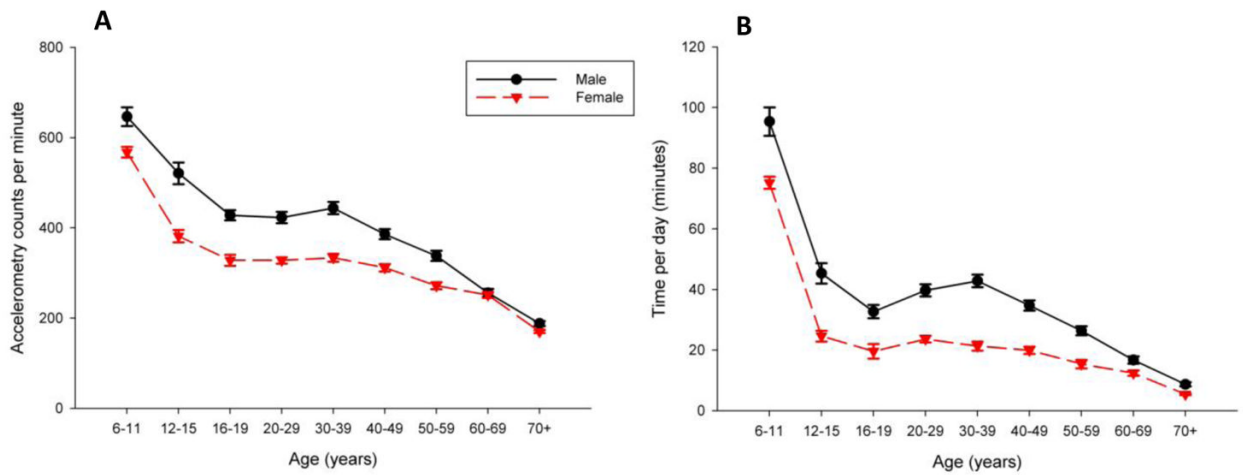 A
Accelerometry counts per minute
800
600
400
200
0
Male
Female
6-11 12-15 16-19 20-29 30-39 40-49 50-59 60-69 70+
Age (years)
B
Time per day (minutes)
120
100
80
60
40
20
0
6-11 12-15 16-19 20-29 30-39 40-49 50-59 60-69 70+
Age (years)